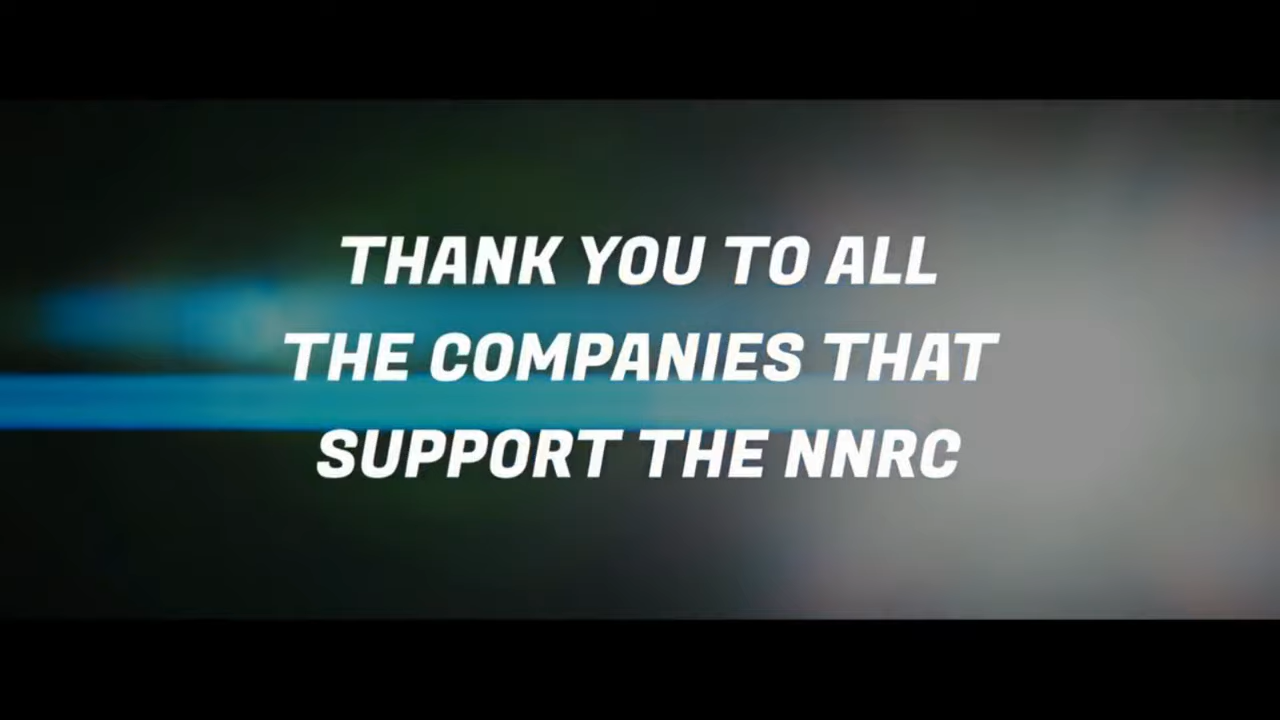 THANK YOU TO ALL
THE COMPANIES THAT
SUPPORT THE NNRC